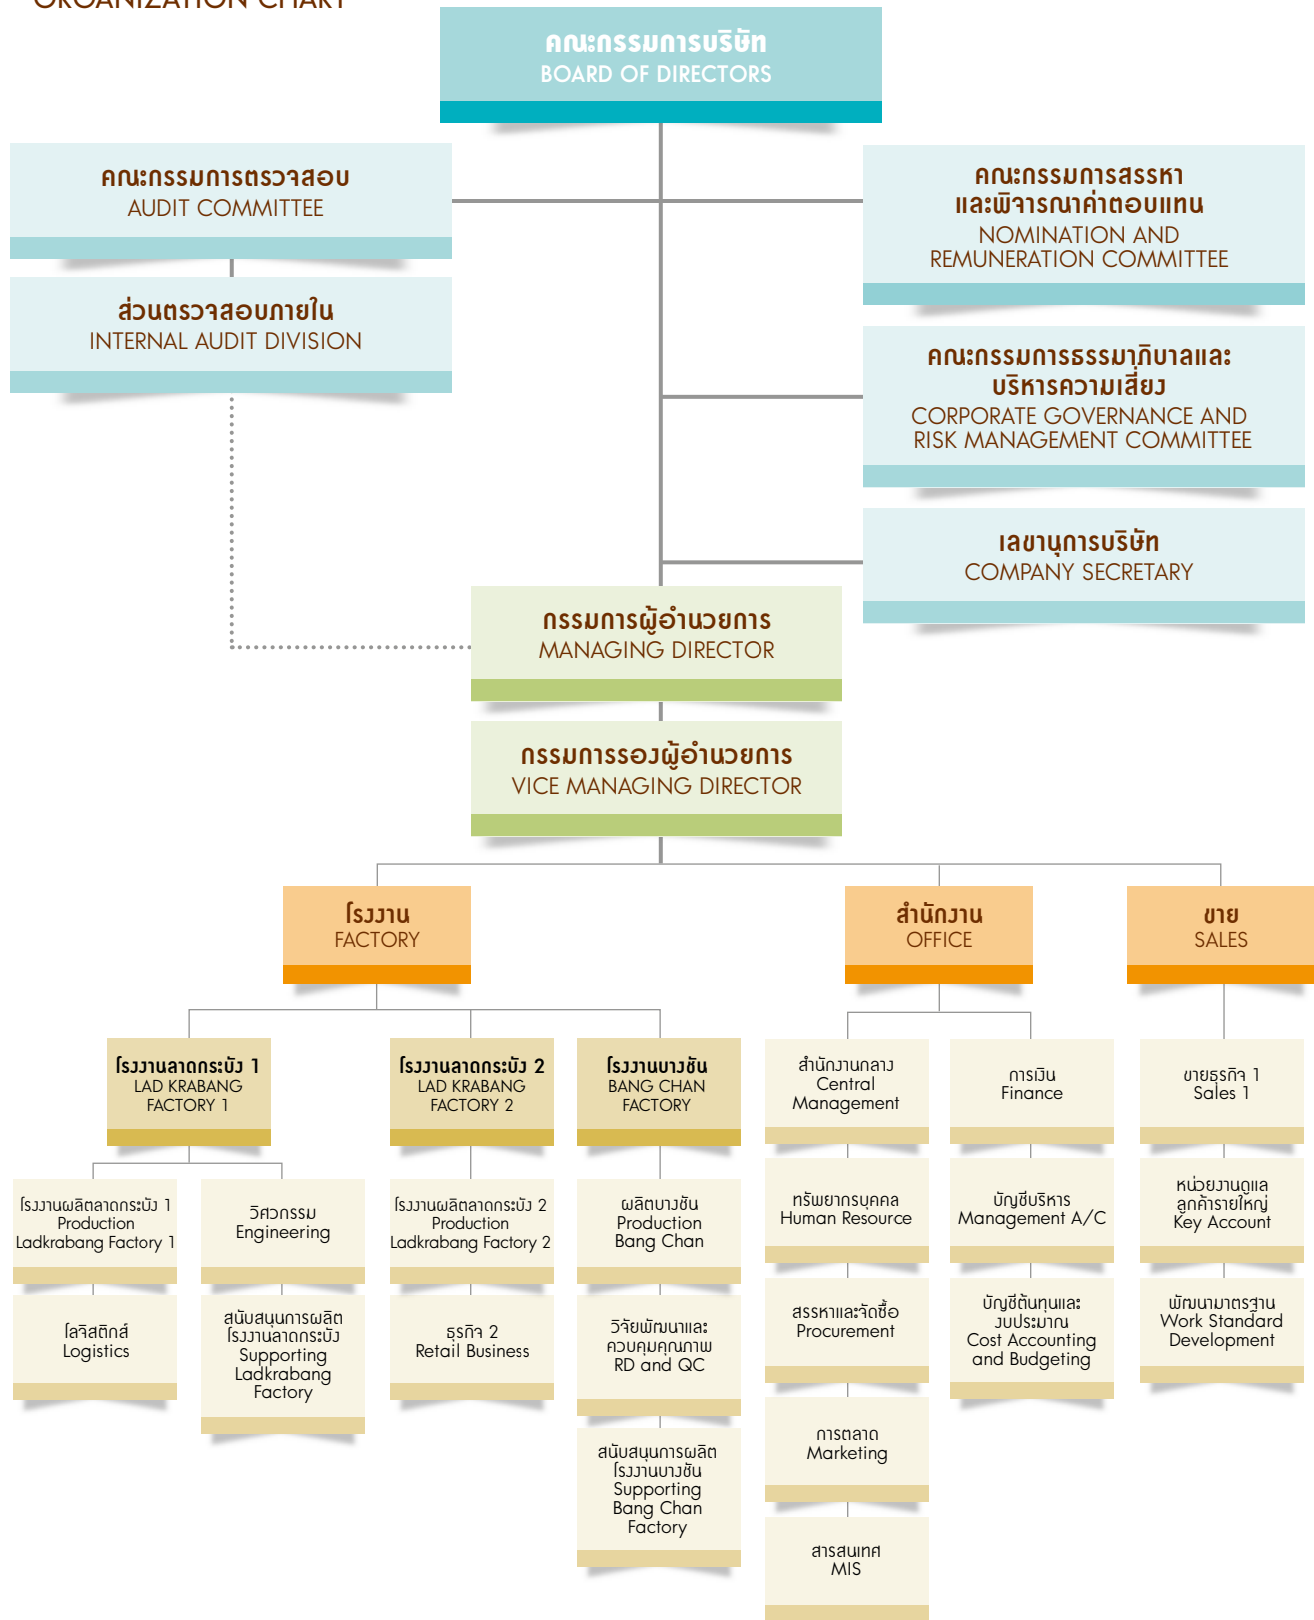 ORGANIZATION CHART
คณะกรรมการบริษัท
BOARD OF DIRECTORS
คณะกรรมการตรวจสอบ
AUDIT COMMITTEE
คณะกรรมการสรรหา
และพิจารณาค่าตอบแทน
NOMINATION AND
REMUNERATION COMMITTEE
ส่วนตรวจสอบภายใน
INTERNAL AUDIT DIVISION
คณะกรรมการธรรมาภิบาลและ
บริหารความเสี่ยง
CORPORATE GOVERNANCE AND
RISK MANAGEMENT COMMITTEE
เลขานุการบริษัท
COMPANY SECRETARY
กรรมการผู้อำนวยการ
MANAGING DIRECTOR
กรรมการรองผู้อำนวยการ
VICE MANAGING DIRECTOR
โรงงาน
FACTORY
สำนักงาน
OFFICE
ขาย
SALES
โรงงานลาดกระบัง 1
LAD KRABANG
FACTORY 1
โรงงานลาดกระบัง 2
LAD KRABANG
FACTORY 2
โรงงานบางชัน
BANG CHAN
FACTORY
สำนักงานกลาง
Central
Management
การเงิน
Finance
ขายธุรกิจ 1
Sales 1
โรงงานผลิตลาดกระบัง 1
Production
Ladkrabang Factory 1
วิศวกรรม
Engineering
โรงงานผลิตลาดกระบัง 2
Production
Ladkrabang Factory 2
ผลิตบางชัน
Production
Bang Chan
ทรัพยากรบุคคล
Human Resource
บัญชีบริหาร
Management A/C
หน่วยงานดูแล
ลูกค้ารายใหญ่
Key Account
โลจิสติกส์
Logistics
สนับสนุนการผลิต
โรงงานลาดกระบัง
Supporting
Ladkrabang
Factory
ธุรกิจ 2
Retail Business
วิจัยพัฒนาและ
ควบคุมคุณภาพ
RD and QC
สรรหาและจัดซื้อ
Procurement
บัญชีต้นทุนและ
งบประมาณ
Cost Accounting
and Budgeting
พัฒนามาตรฐาน
Work Standard
Development
สนับสนุนการผลิต
โรงงานบางชัน
Supporting
Bang Chan
Factory
การตลาด
Marketing
สารสนเทศ
MIS